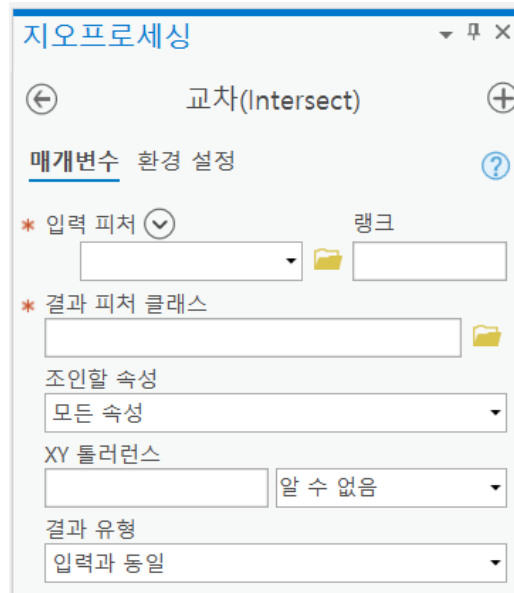 지오프로세싱
교차(Intersect)
매개변수 환경 설정
* 입력 피처 랭크
* 결과 피처 클래스
조인할 속성
모든 속성
XY 톨러런스
알 수 없음
결과 유형
입력과 동일